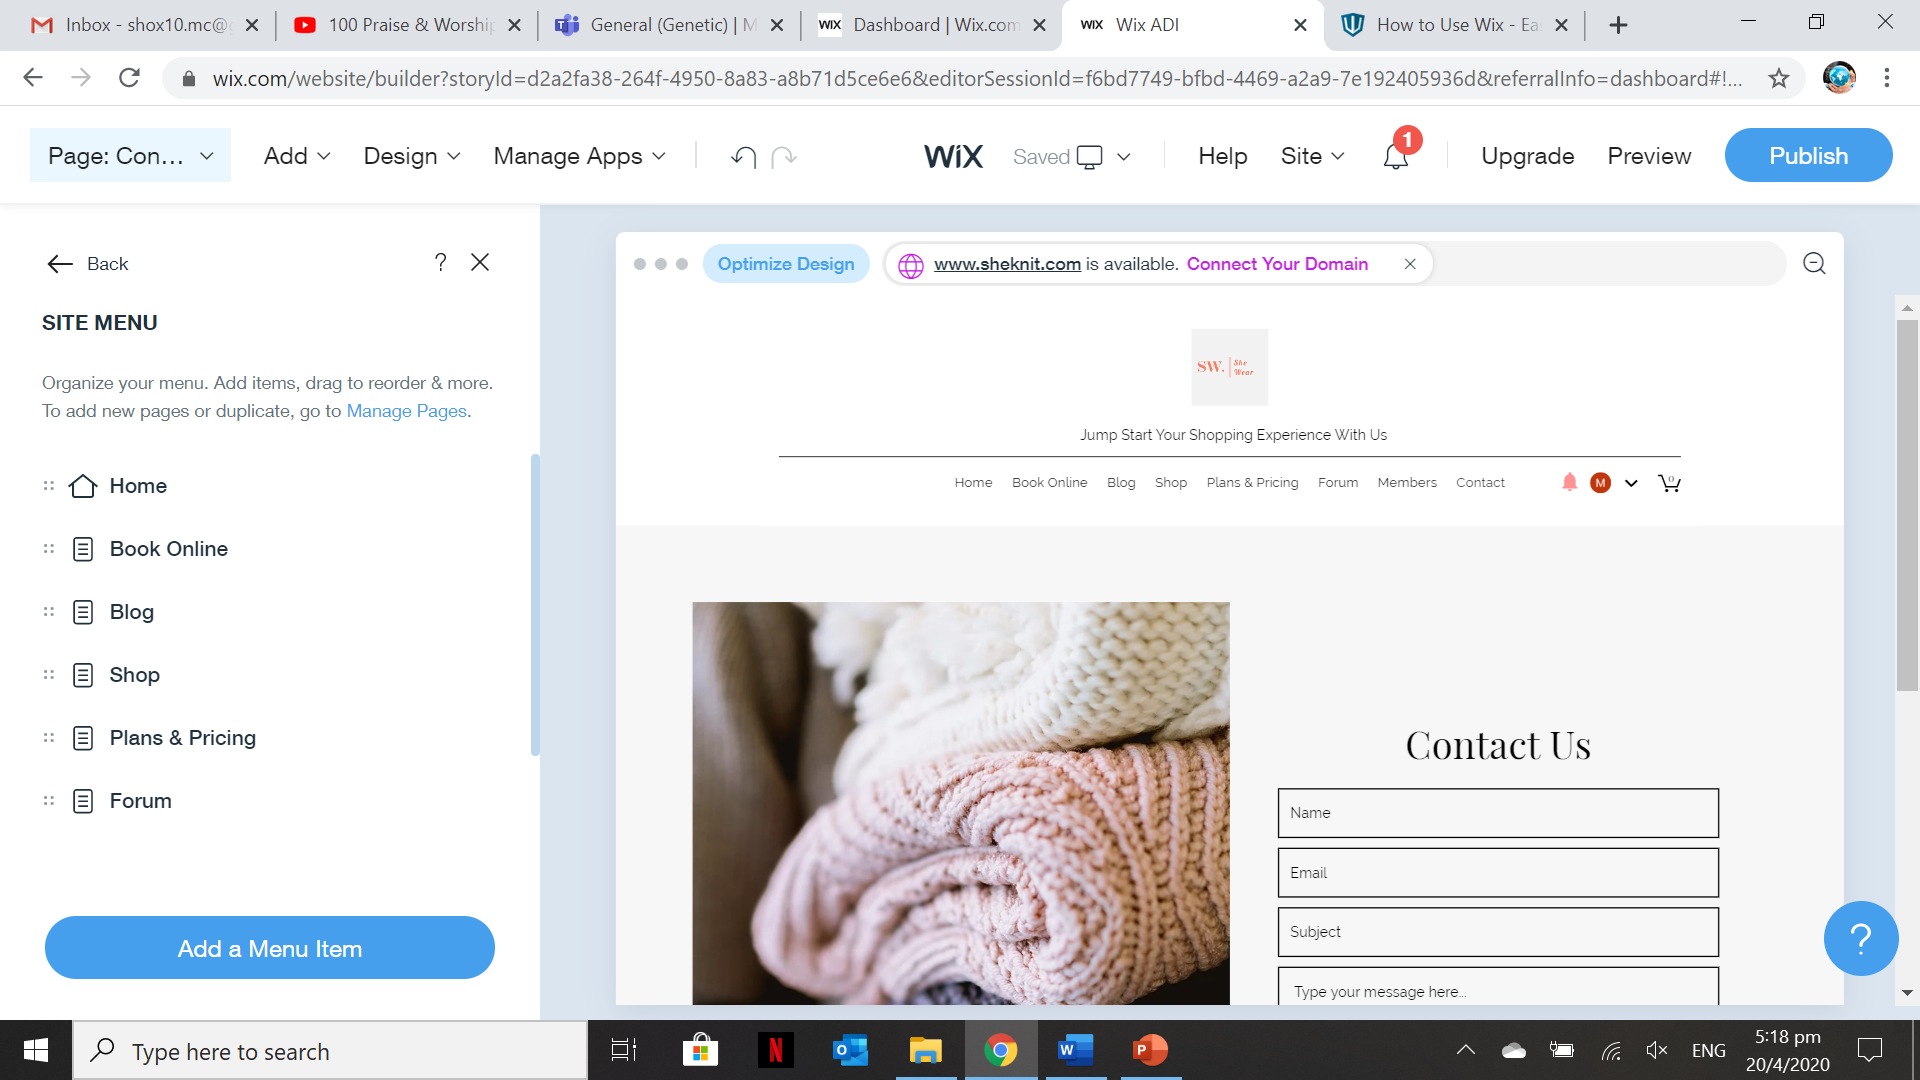 Inbox - shox10.mc@
100 Praise & Worship
General (Genetic) | M
WiX Dashboard | Wix.com
WiX Wix ADI
How to Use Wix - Ea
wix.com/website/builder?storyId=d2a2fa38-264f-4950-8a83-a8b71d5ce6e6&editorSessionId=f6bd7749-bfbd-4469-a2a9-7e192405936d&referralInfo=dashboard#!...
Page: Con... Add Design Manage Apps WiX Saved Help Site 1 Upgrade Preview Publish
Back ?
SITE MENU
Organize your menu. Add items, drag to reorder & more.
To add new pages or duplicate, go to Manage Pages.
Home
Book Online
Blog
Shop
Plans & Pricing
Forum
Add a Menu Item
Optimize Design www.sheknit.com is available. Connect Your Domain
SW. She
Wear
Jump Start Your Shopping Experience With Us
Home Book Online Blog Shop Plans & Pricing Forum Members Contact M 0
Contact Us
Name
Email
Subject
Type your message here...
?
Type here to search
N
ENG
5:18 pm
20/4/2020